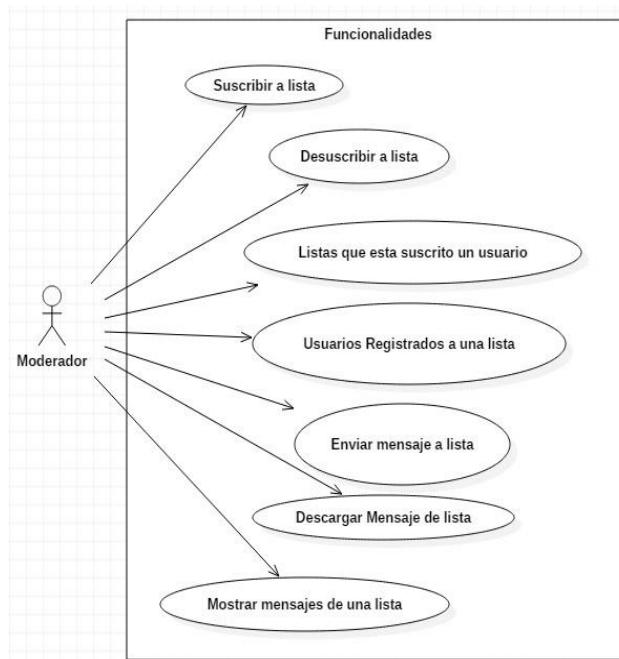 Funcionalidades
Suscribir a lista
Desuscribir a lista
Listas que esta suscrito un usuario
Moderador
Usuarios Registrados a una lista
Enviar mensaje a lista
Descargar Mensaje de lista
Mostrar mensajes de una lista